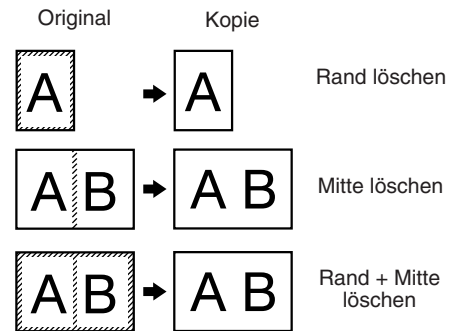 Original Kopie
A A Rand löschen
A B A B Mitte löschen
A B A B Rand + Mitte
löschen